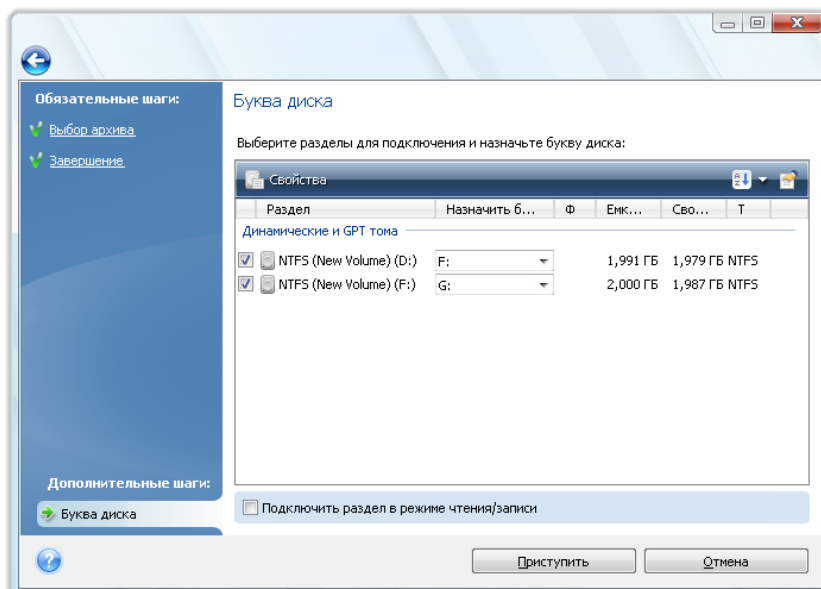 Обязательные шаги:
Выбор архива
Завершение
Буква диска
Выберите разделы для подключения и назначьте букву диска:
Свойства
Раздел Назначить б... Ф Емк... Сво... Т
Динамические и GPT тома
NTFS (New Volume) (D:) F: 1,991 ГБ 1,979 ГБ NTFS
NTFS (New Volume) (F:) G: 2,000 ГБ 1,987 ГБ NTFS
Дополнительные шаги:
Буква диска
Подключить раздел в режиме чтения/записи
Приступить Отмена